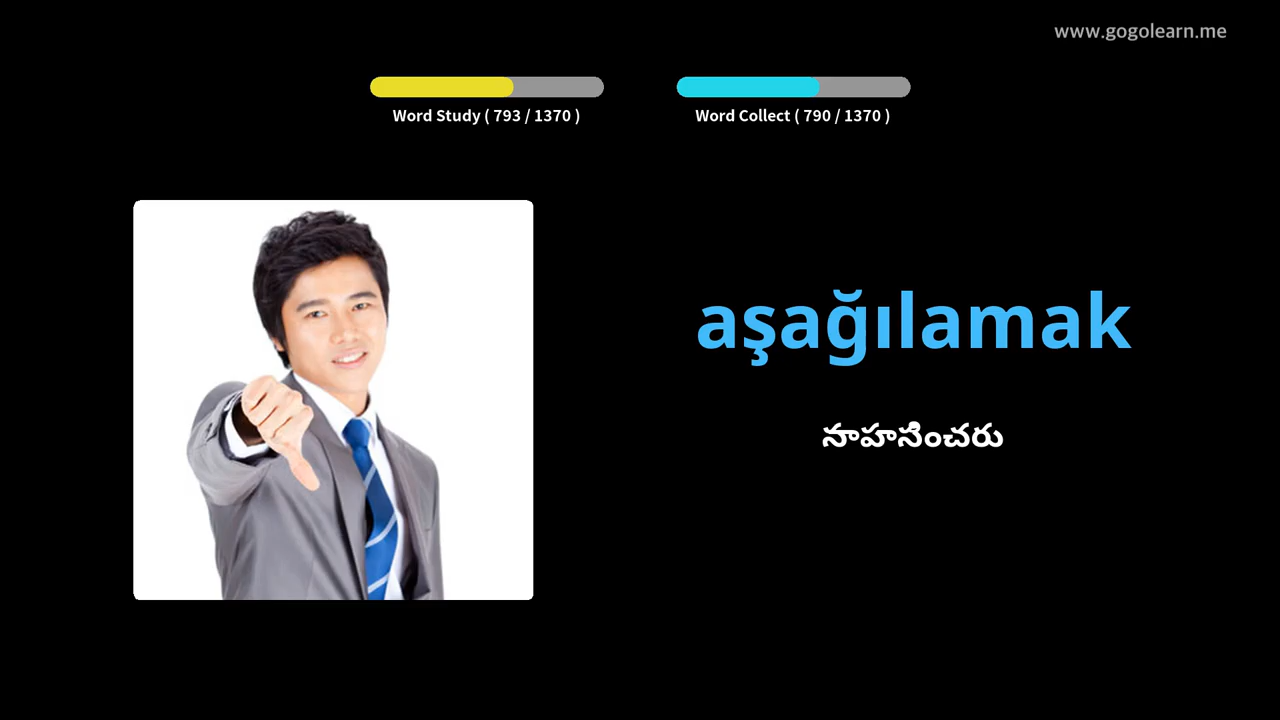 www.gogolearn.me
Word Study ( 793 / 1370 )
Word Collect ( 790 / 1370 )
aşağılamak
నాహసించరు